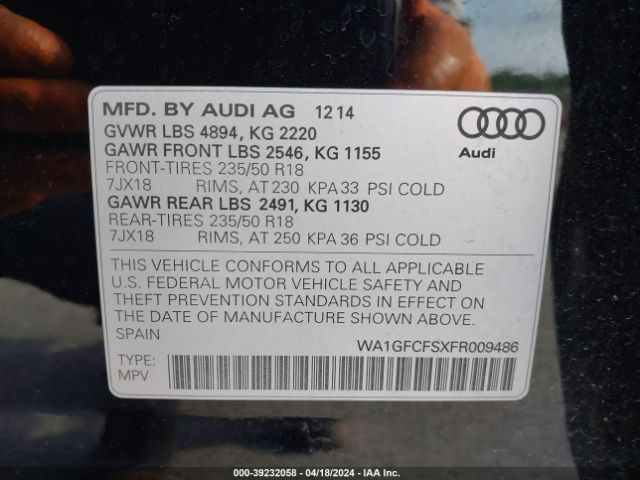 MFD. BY AUDI AG 12 14
GVWR LBS 4894, KG 2220
GAWR FRONT LBS 2546, KG 1155
FRONT-TIRES 235/50 R18
7JX18 RIMS, AT 230 KPA 33 PSI COLD
GAWR REAR LBS 2491, KG 1130
REAR-TIRES 235/50 R18
7JX18 RIMS, AT 250 KPA 36 PSI COLD
Audi
THIS VEHICLE CONFORMS TO ALL APPLICABLE
U.S. FEDERAL MOTOR VEHICLE SAFETY AND
THEFT PREVENTION STANDARDS IN EFFECT ON
THE DATE OF MANUFACTURE SHOWN ABOVE.
SPAIN
WA1GFCFSXFR009486
TYPE:
MPV
000-39232058 - 04/18/2024 - IAA Inc.